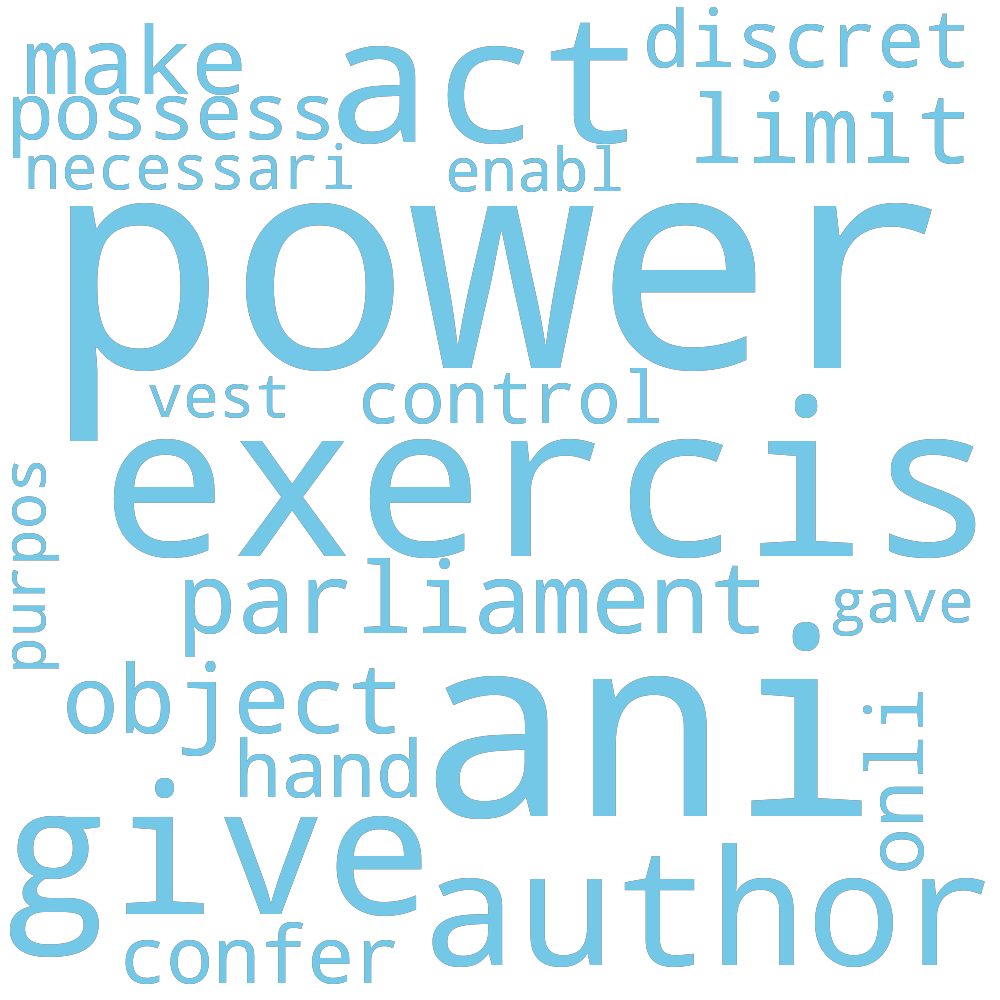 make
act
discret
possess
limit
necessari
enabl
power
vest
control
exercis
purpos
parliament
gave
object
ani
onli
hand
give
author
confer